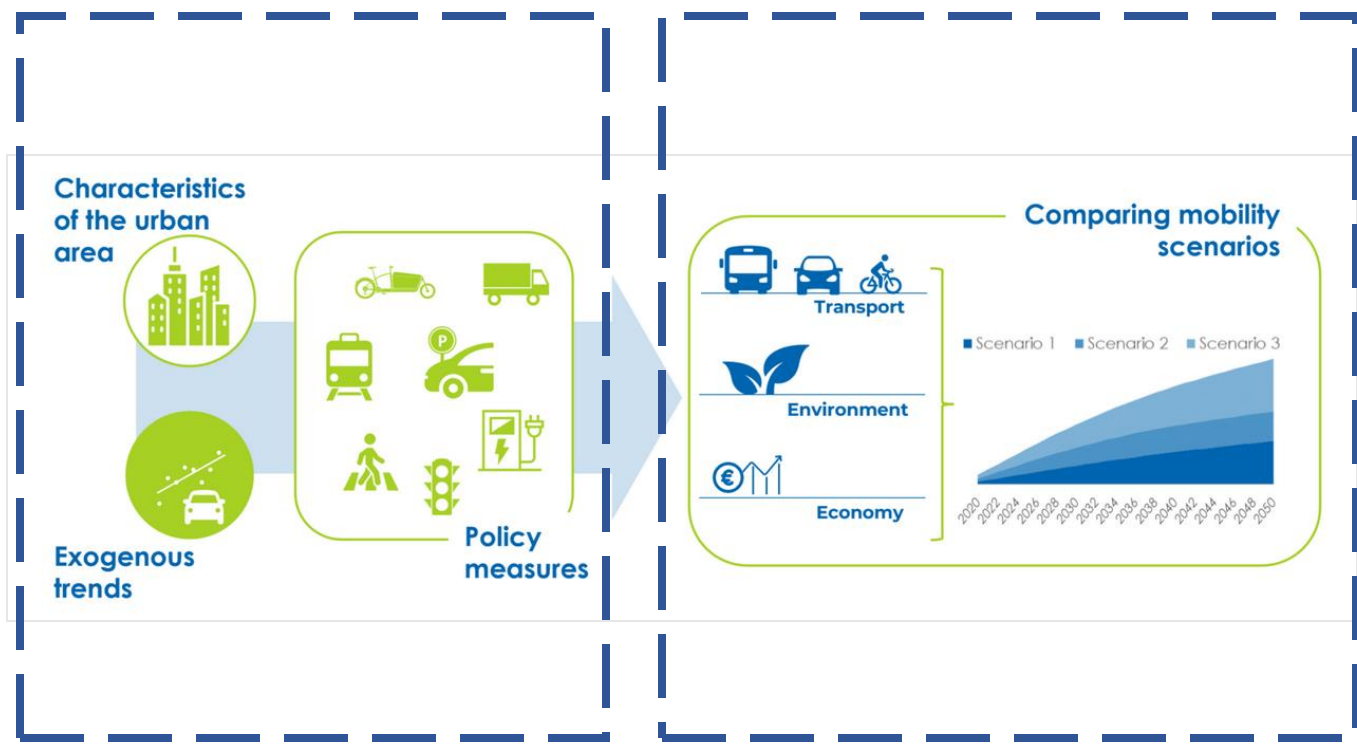 Characteristics
of the urban
area
Exogenous
trends
P
Policy
measures
Comparing mobility
scenarios
Transport
Environment
€
Economy
Scenario 1 Scenario 2 Scenario 3
2020 2022 2024 2026 2028 2030 2032 2034 2036 2038 2040 2042 2044 2046 2048 2050